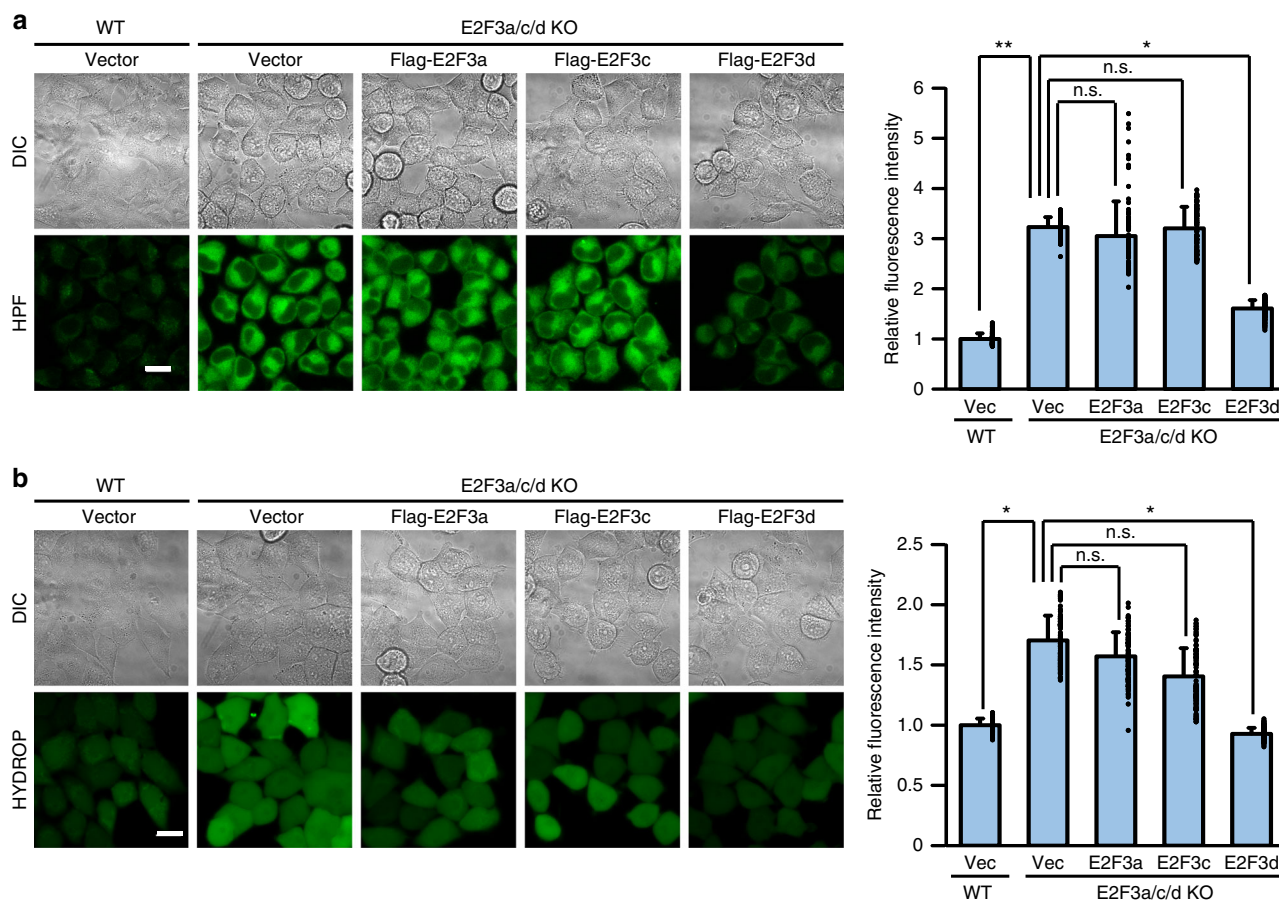 a
WT
E2F3a/c/d KO
Vector
Vector
Flag-E2F3a
Flag-E2F3c
Flag-E2F3d
DIC
HPF
**
*
n.s.
n.s.
Relative fluorescence intensity
6
5
4
3
2
1
0
Vec
Vec
E2F3a
E2F3c
E2F3d
WT
E2F3a/c/d KO
b
WT
E2F3a/c/d KO
Vector
Vector
Flag-E2F3a
Flag-E2F3c
Flag-E2F3d
DIC
HYDROP
*
*
n.s.
n.s.
Relative fluorescence intensity
2.5
2.0
1.5
1.0
0.5
0
Vec
Vec
E2F3a
E2F3c
E2F3d
WT
E2F3a/c/d KO